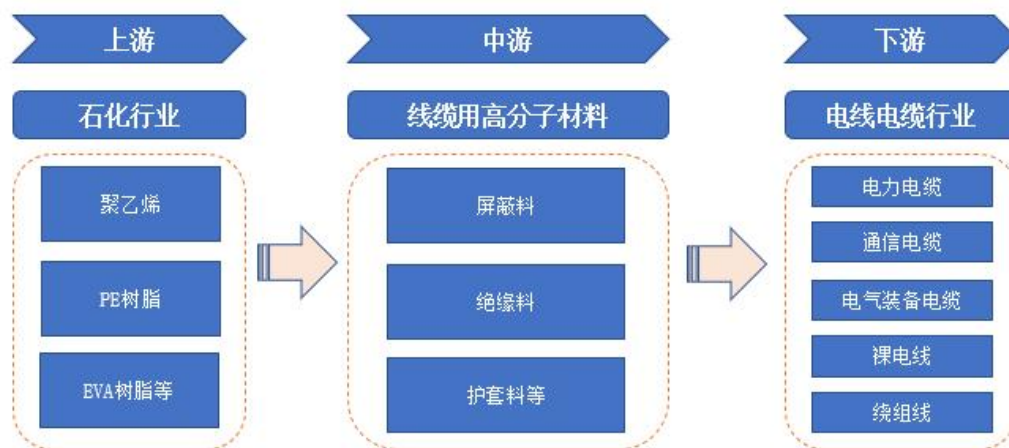 上游
中游
下游
石化行业
线缆用高分子材料
电线电缆行业
聚乙烯
PE树脂
EVA树脂等
屏蔽料
绝缘料
护套料等
电力电缆
通信电缆
电气装备电缆
裸电线
绕组线